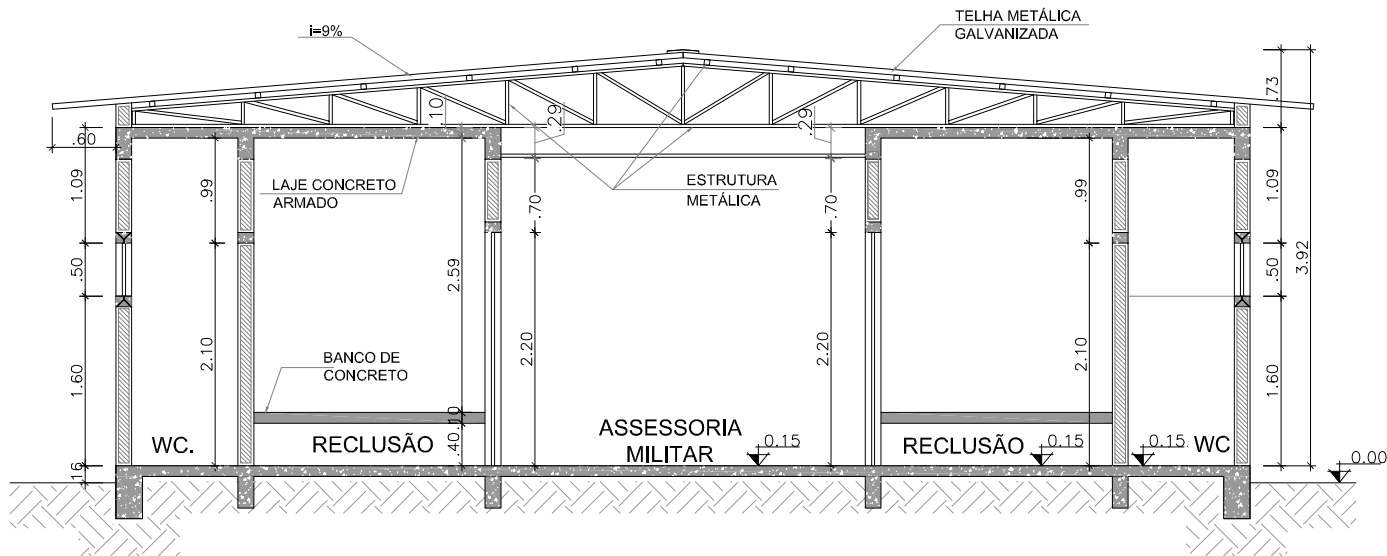 i=9%
TELHA METÁLICA
GALVANIZADA
.60
.10
.29
.29
.73
1.09
LAJE CONCRETO
ARMADO
.99
.70
ESTRUTURA
METÁLICA
.70
.99
1.09
.50
2.59
3.92
.50
1.60
2.10
BANCO DE
CONCRETO
2.20
2.20
2.10
1.60
.10
.40
WC.
RECLUSÃO
ASSESSORIA
MILITAR
0.15
RECLUSÃO
0.15
0.15
WC
.16
0.00